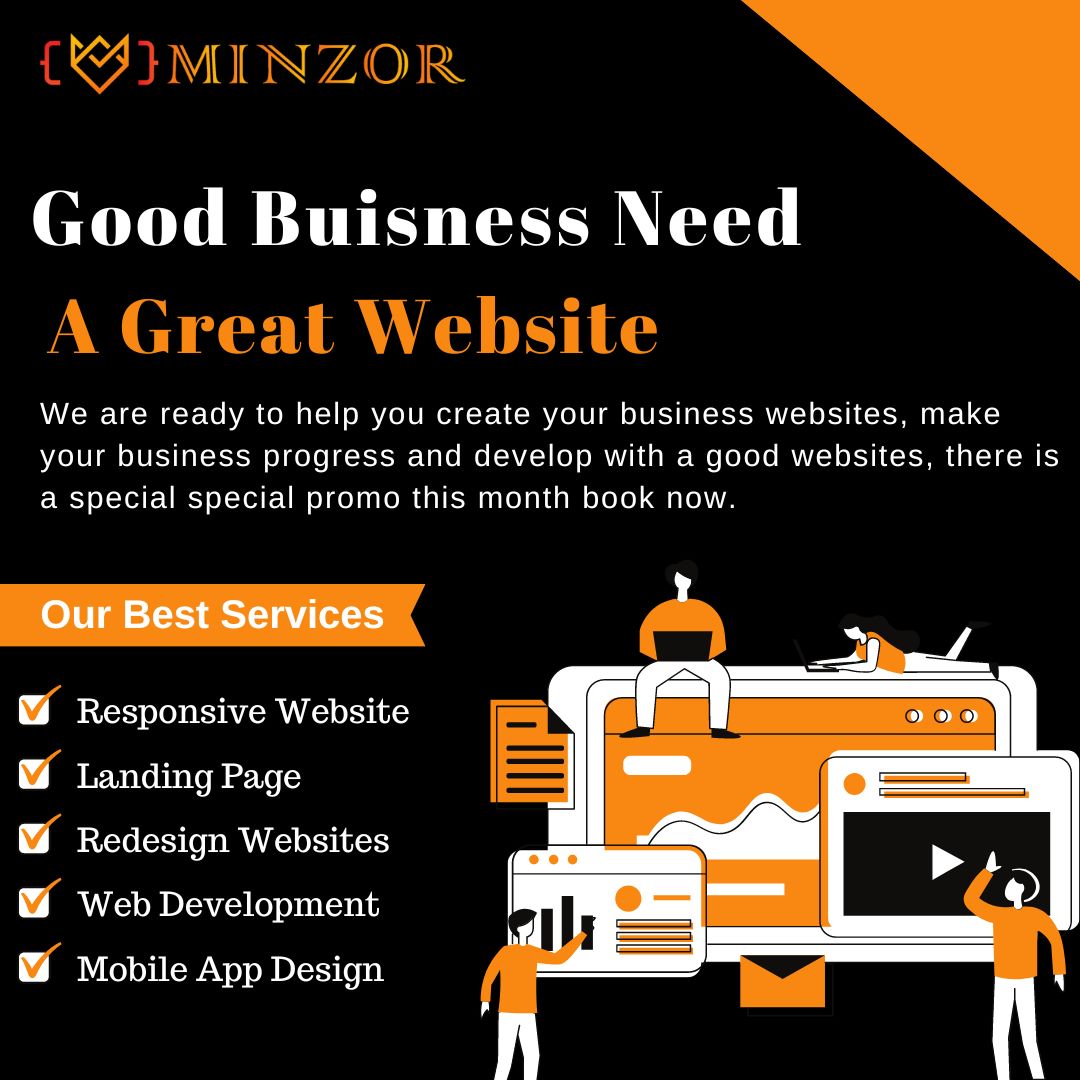 { } MINZOR
Good Buisness Need
A Great Website
We are ready to help you create your business websites, make
your business progress and develop with a good websites, there is
a special special promo this month book now.
Our Best Services
Responsive Website
Landing Page
Redesign Websites
Web Development
Mobile App Design